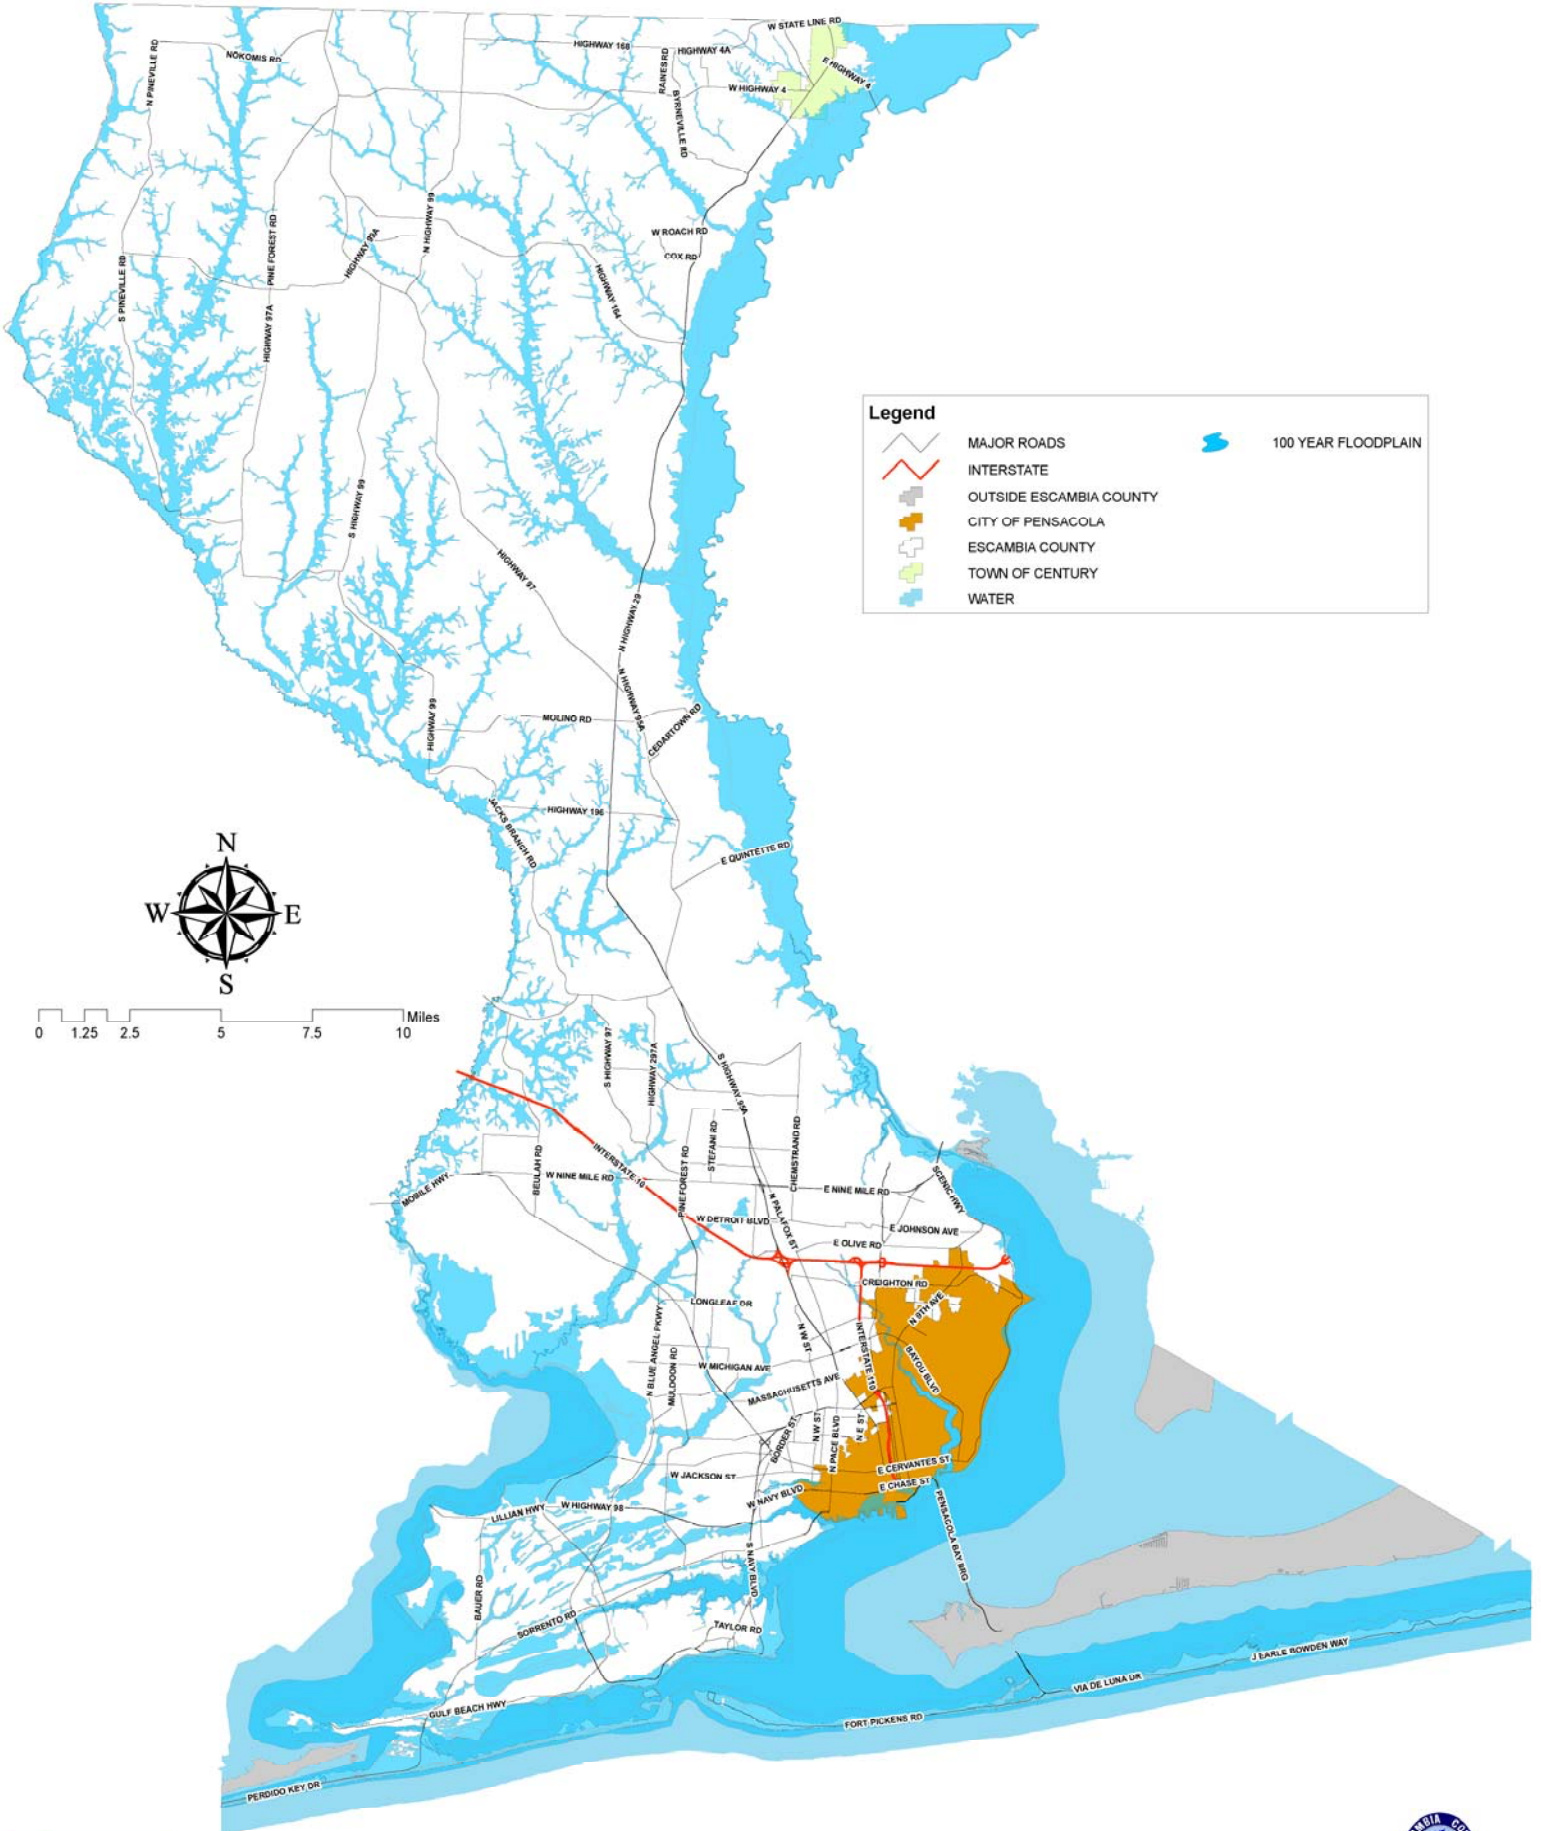 W STATE LINE RD
HIGHWAY 168
HIGHWAY 4A
NOKOMIS RD
N PINEVILLE RD
RAINES RD
E HIGHWAY 4
W HIGHWAY 4
BYRNEVILLE RD
N HIGHWAY 99
W ROACH RD
COX RD
PINE FOREST RD
HIGHWAY 99A
S PINEVILLE RD
HIGHWAY 164
HIGHWAY 97A
Legend
MAJOR ROADS
100 YEAR FLOODPLAIN
INTERSTATE
OUTSIDE ESCAMBIA COUNTY
CITY OF PENSACOLA
ESCAMBIA COUNTY
TOWN OF CENTURY
WATER
S HIGHWAY 99
HIGHWAY 97
N HIGHWAY 29
N HIGHWAY 95A
HIGHWAY 99
MOLINO RD
CEDARTOWN RD
JACKS BRANCH RD
HIGHWAY 196
E QUINTETTE RD
N
W
E
S
Miles
0 1.25 2.5 5 7.5 10
S HIGHWAY 97
HIGHWAY 297A
S HIGHWAY 95A
INTERSTATE 10
STEFANI RD
CHEMSTRAND RD
BEULAH RD
PINE FOREST RD
MOBILE HWY
W NINE MILE RD
E NINE MILE RD
SCENIC HWY
W DETROIT BLVD
N PALAFOX ST
E JOHNSON AVE
E OLIVE RD
CREIGHTON RD
LONGLEAF DR
N 9TH AVE
N BLUE ANGEL PKWY
MULDOON RD
N W ST
INTERSTATE 110
BAYOU BLVD
W MICHIGAN AVE
MASSACHUSETTS AVE
BORDER ST
N W ST
N PACE BLVD
N E ST
E CERVANTES ST
W JACKSON ST
E CHASE ST
W NAVY BLVD
LILLIAN HWY
W HIGHWAY 98
PENSACOLA BAY BRG
S NAVY BLVD
BAUER RD
SORRENTO RD
TAYLOR RD
J EARLE BOWDEN WAY
VIA DE LUNA DR
GULF BEACH HWY
FORT PICKENS RD
PERDIDO KEY DR